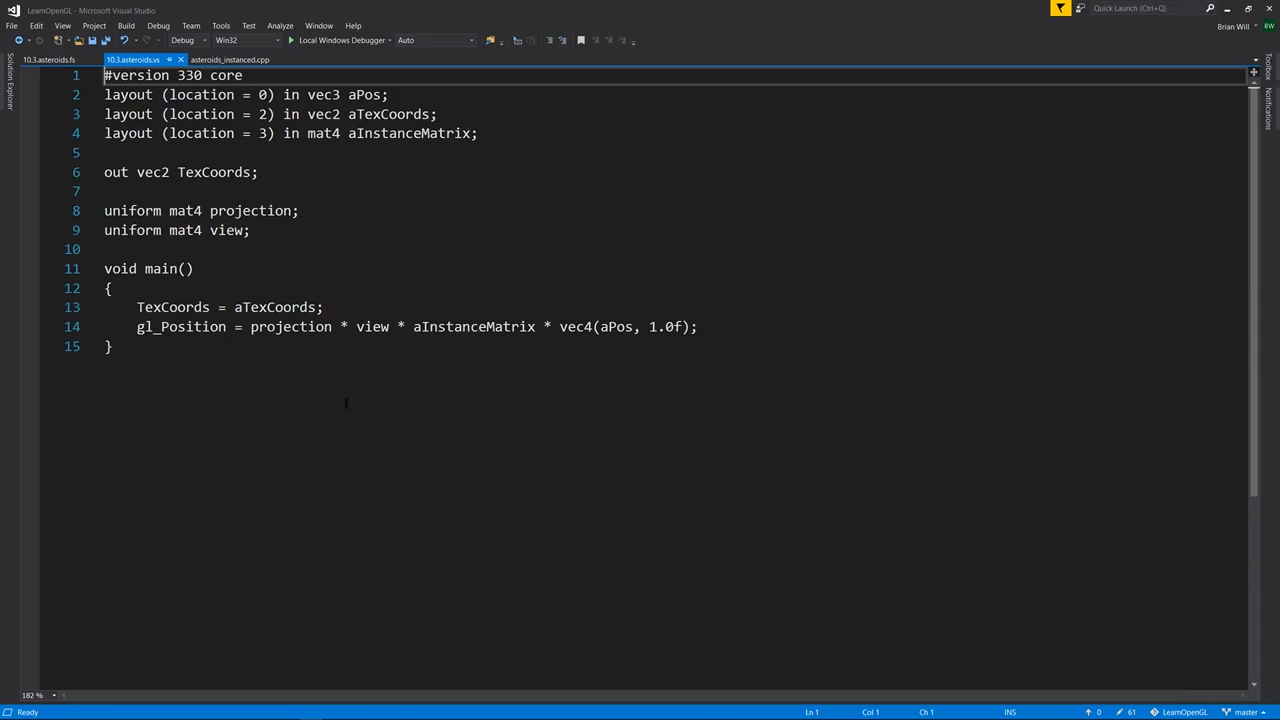 LearnOpenGL - Microsoft Visual Studio
Quick Launch (Ctrl+Q)
File Edit View Project Build Debug Team Tools Test Analyze Window Help
Brian Will BW
Debug Win32 Local Windows Debugger Auto
10.3.asteroids.fs 10.3.asteroids.vs asteroids_instanced.cpp
Solution Explorer
Toolbox
Notifications
1 #version 330 core
2 layout (location = 0) in vec3 aPos;
3 layout (location = 2) in vec2 aTexCoords;
4 layout (location = 3) in mat4 aInstanceMatrix;
5
6 out vec2 TexCoords;
7
8 uniform mat4 projection;
9 uniform mat4 view;
10
11 void main()
12 {
13 TexCoords = aTexCoords;
14 gl_Position = projection * view * aInstanceMatrix * vec4(aPos, 1.0f);
15 }
182 %
Ready Ln 1 Col 1 Ch 1 INS 0 61 LearnOpenGL master